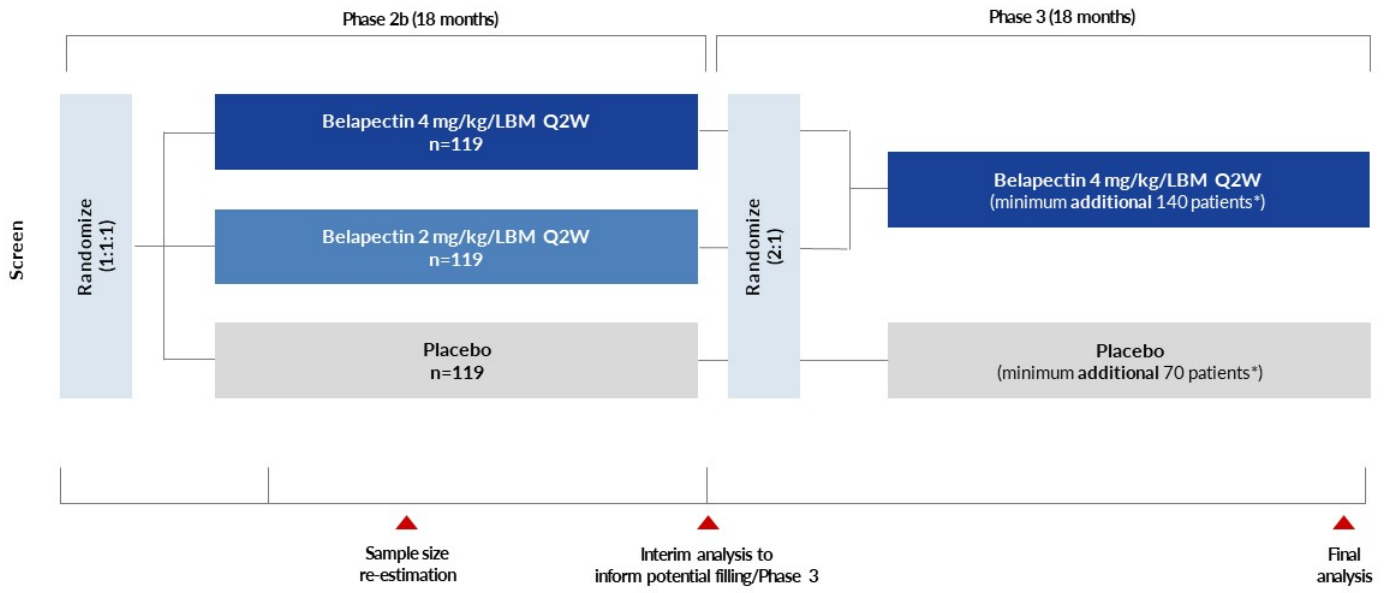 Phase 2b (18 months)
Phase 3 (18 months)
Screen
Randomize
(1:1:1)
Belapectin 4 mg/kg/LBM Q2W
n=119
Belapectin 2 mg/kg/LBM Q2W
n=119
Placebo
n=119
Randomize
(2:1)
Belapectin 4 mg/kg/LBM Q2W
(minimum additional 140 patients*)
Placebo
(minimum additional 70 patients*)
Sample size
re-estimation
Interim analysis to
inform potential filling/Phase 3
Final
analysis